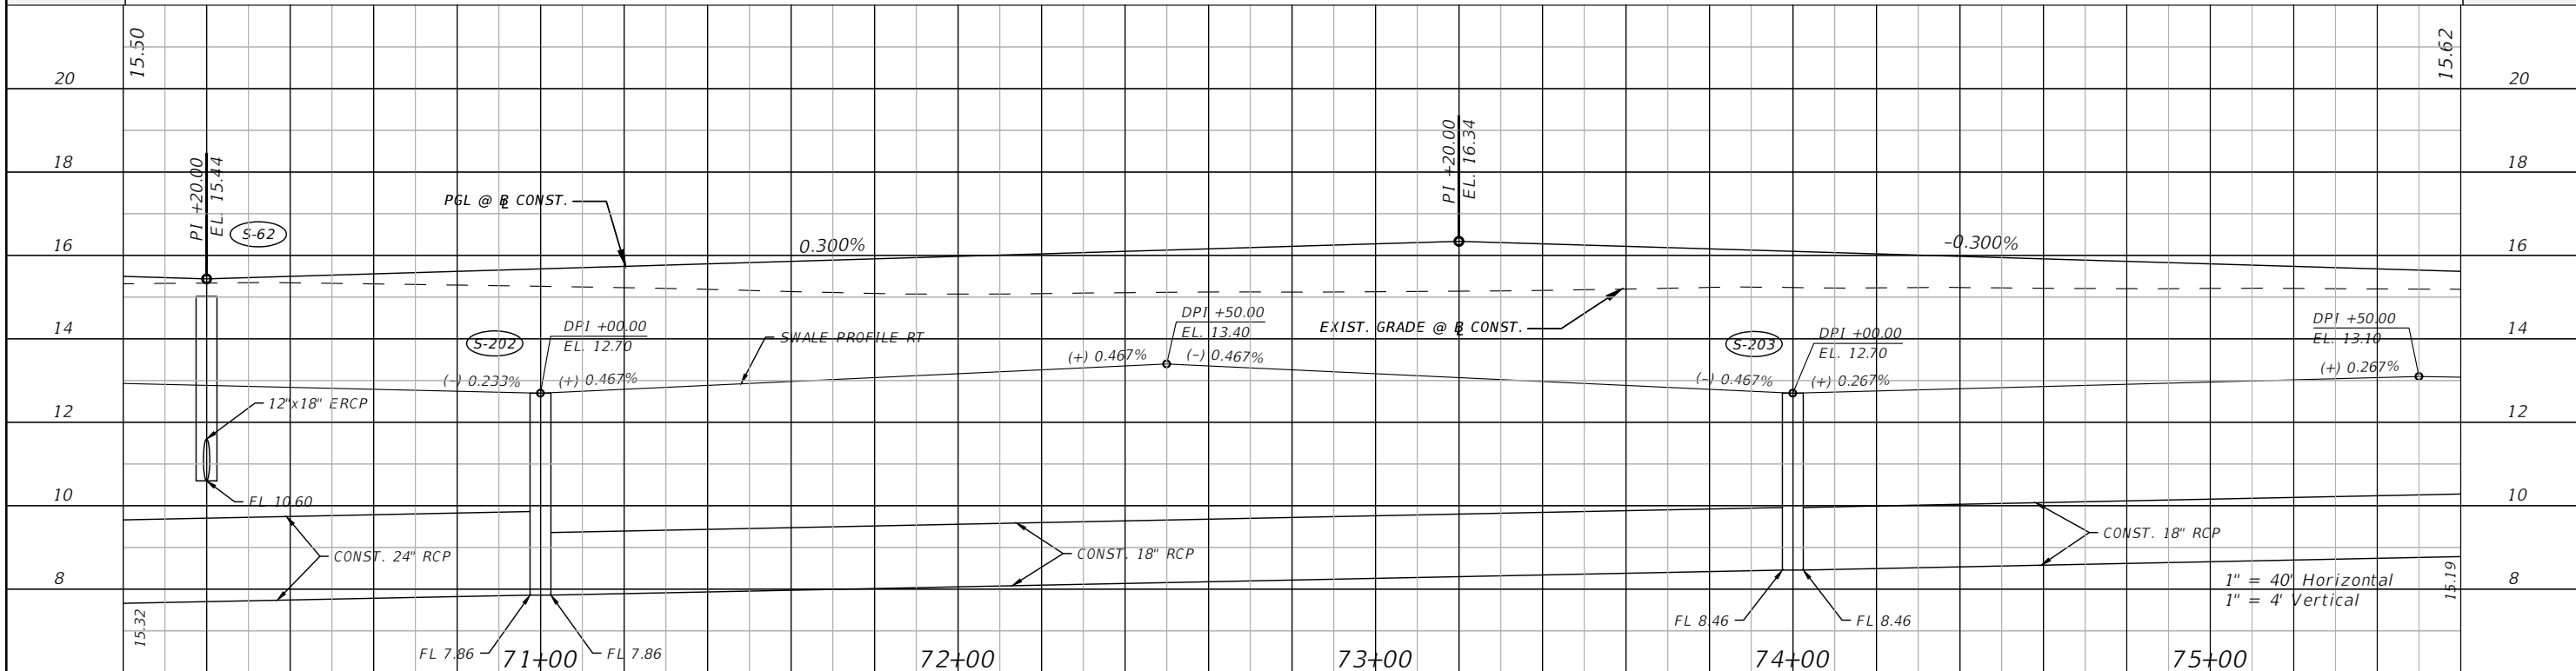 15.50
15.62
20
20
PI +20.00
EL. 15.44
PI +20.00
EL. 16.34
18
18
PGL @ B CONST.
S-62
16
0.300%
-0.300%
16
DPI +00.00
EL. 12.70
DPI +50.00
EL. 13.40
EXIST. GRADE @ B CONST.
DPI +00.00
EL. 12.70
DPI +50.00
EL. 13.10
14
14
S-202
SWALE PROFILE RT
S-203
(-) 0.233%
(+) 0.467%
(+) 0.467%
(-) 0.467%
(-) 0.467%
(+) 0.267%
(+) 0.267%
12"x18" ERCP
12
12
FL 10.60
10
10
CONST. 24" RCP
CONST. 18" RCP
CONST. 18" RCP
8
8
1" = 40' Horizontal
1" = 4' Vertical
15.32
15.19
FL 7.86
FL 7.86
FL 8.46
FL 8.46
71+00
72+00
73+00
74+00
75+00